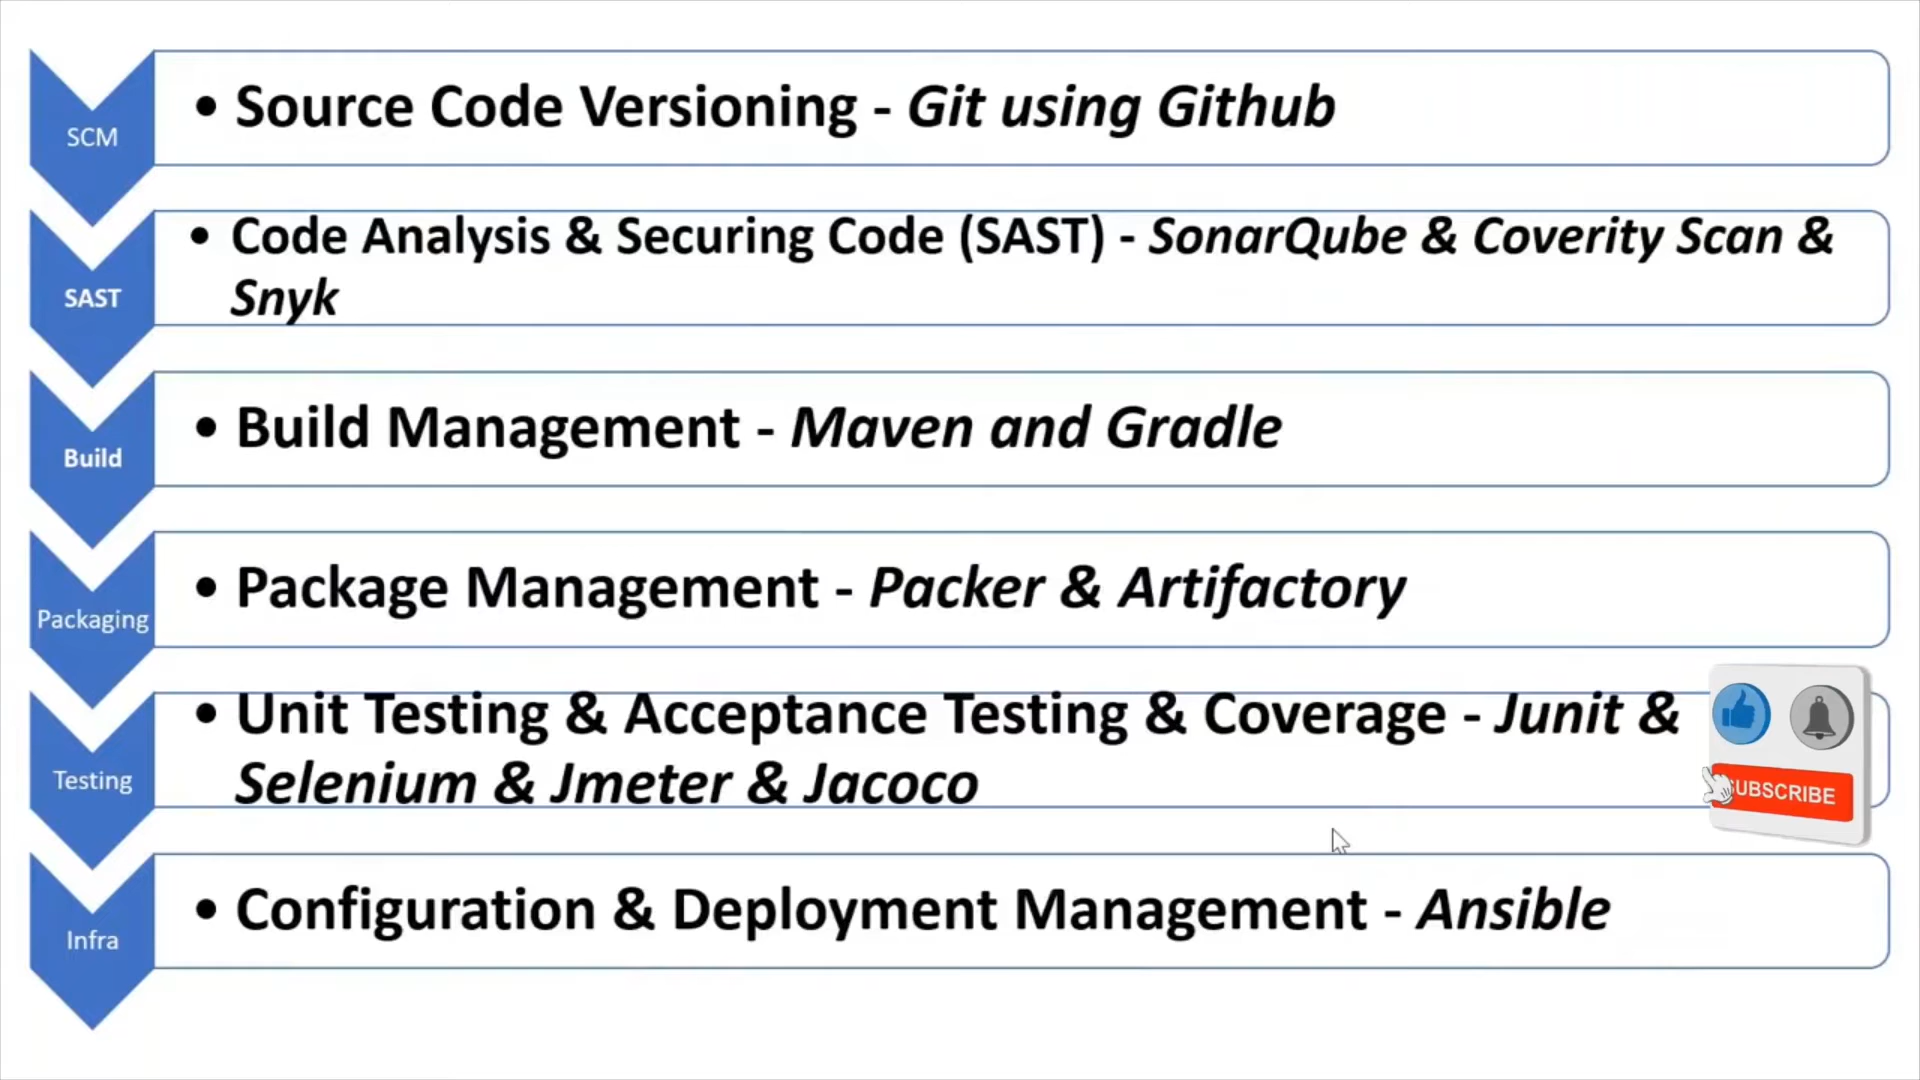 SCM
• Source Code Versioning - Git using Github
SAST
• Code Analysis & Securing Code (SAST) - SonarQube & Coverity Scan &
Snyk
Build
• Build Management - Maven and Gradle
Packaging
• Package Management - Packer & Artifactory
Testing
• Unit Testing & Acceptance Testing & Coverage - Junit &
Selenium & Jmeter & Jacoco
SUBSCRIBE
Infra
• Configuration & Deployment Management - Ansible